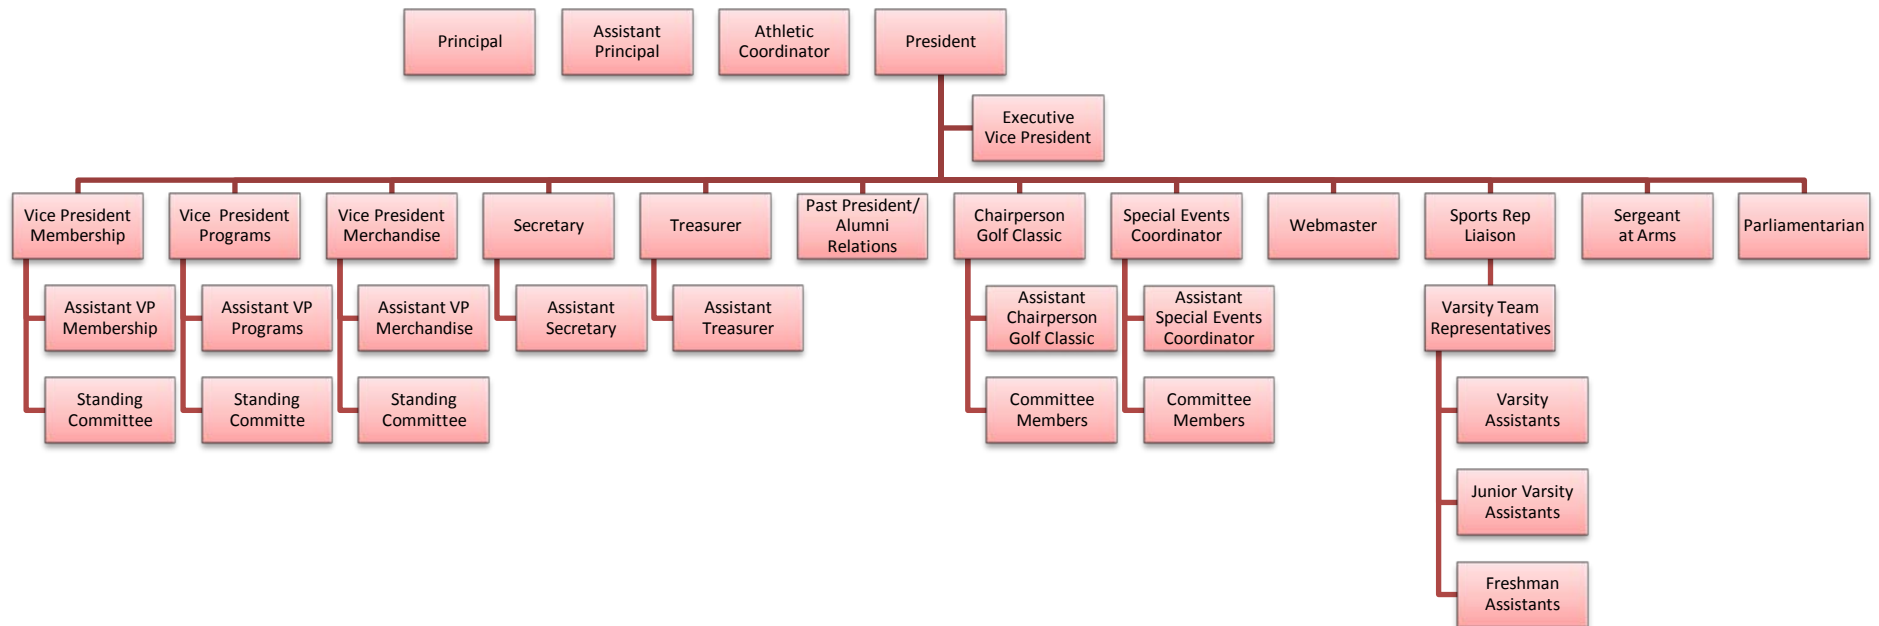 Principal
Assistant
Principal
Athletic
Coordinator
President
Executive
Vice President
Vice President
Membership
Vice  President
Programs
Vice President
Merchandise
Secretary
Treasurer
Past President/
Alumni
Relations
Chairperson
Golf Classic
Special Events
Coordinator
Webmaster
Sports Rep
Liaison
Sergeant
at Arms
Parliamentarian
Assistant VP
Membership
Assistant VP
Programs
Assistant VP
Merchandise
Assistant
Secretary
Assistant
Treasurer
Assistant
Chairperson
Golf Classic
Assistant
Special Events
Coordinator
Varsity Team
Representatives
Standing
Committee
Standing
Committe
Standing
Committee
Committee
Members
Committee
Members
Varsity
Assistants
Junior Varsity
Assistants
Freshman
Assistants